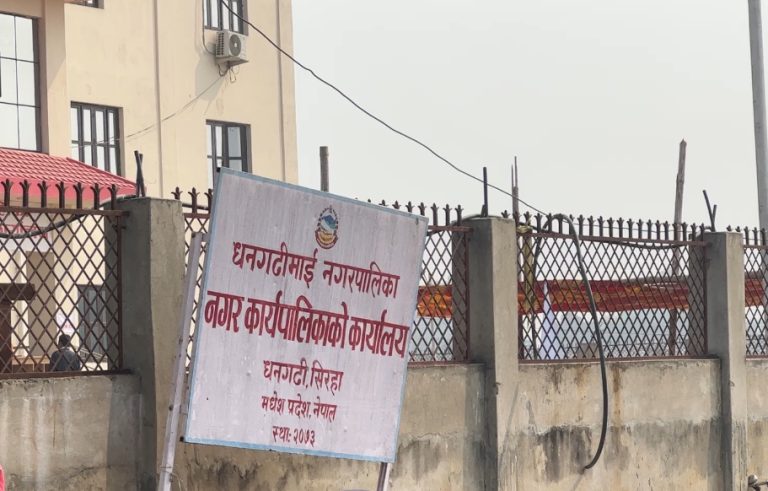 धनगढीमाई नगरपालिका
नगर कार्यपालिकाको कार्यालय
धनगढी, सिरहा
मधेश प्रदेश, नेपाल
स्था: २०७३